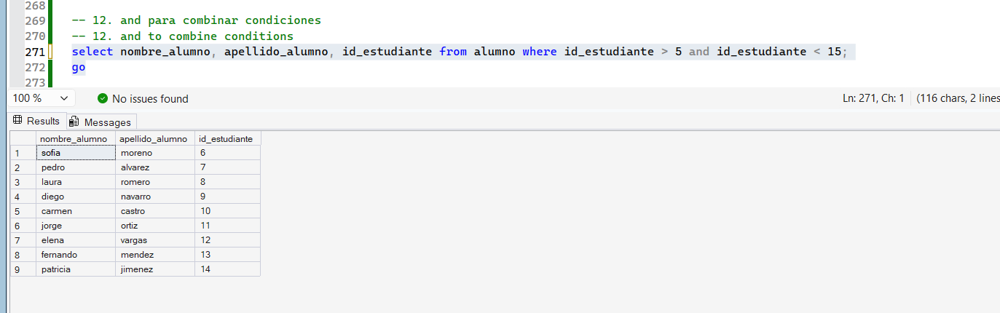 268
269 -- 12. and para combinar condiciones
270 -- 12. and to combine conditions
271 select nombre_alumno, apellido_alumno, id_estudiante from alumno where id_estudiante > 5 and id_estudiante < 15;
272 go
273
100 % No issues found Ln: 271, Ch: 1 (116 chars, 2 lines
Results Messages
nombre_alumno apellido_alumno id_estudiante
1 sofia moreno 6
2 pedro alvarez 7
3 laura romero 8
4 diego navarro 9
5 carmen castro 10
6 jorge ortiz 11
7 elena vargas 12
8 fernando mendez 13
9 patricia jimenez 14